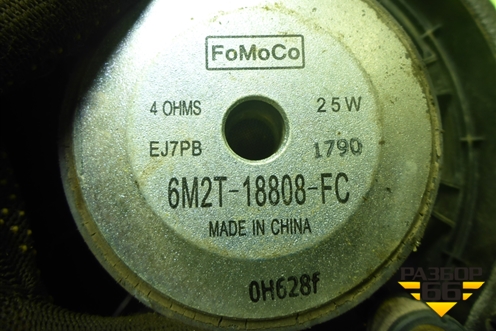 FoMoCo
4 OHMS 25W
EJ7PB 1790
6M2T-18808-FC
MADE IN CHINA
0H628f
РАЗБОР
66